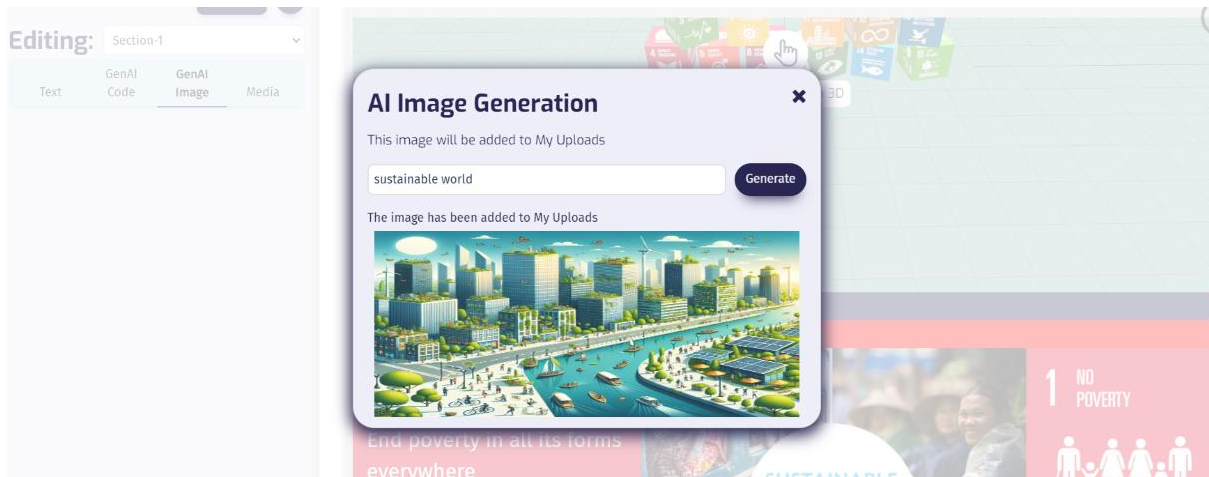 Editing:
Section-1
Text
GenAI Code
GenAI Image
Media
3D
AI Image Generation
This image will be added to My Uploads
sustainable world
Generate
The image has been added to My Uploads
1 NO POVERTY
End poverty in all its forms
everywhere
SUSTAINABLE